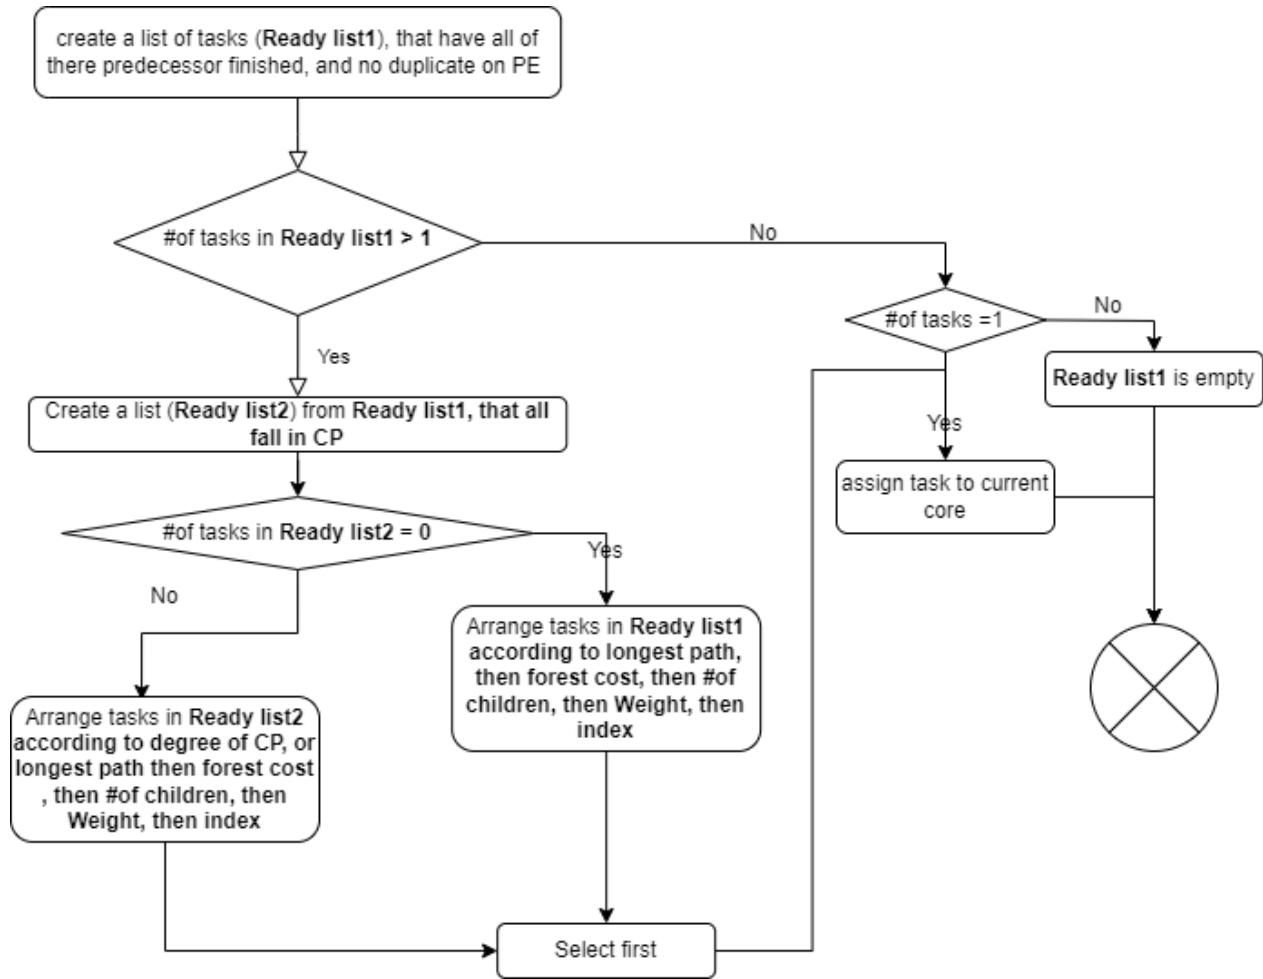 create a list of tasks (Ready list1), that have all of
there predecessor finished, and no duplicate on PE
#of tasks in Ready list1 > 1
No
#of tasks =1
No
Ready list1 is empty
Yes
Create a list (Ready list2) from Ready list1, that all
fall in CP
Yes
assign task to current
core
#of tasks in Ready list2 = 0
Yes
No
Arrange tasks in Ready list1
according to longest path,
then forest cost, then #of
children, then Weight, then
index
Arrange tasks in Ready list2
according to degree of CP, or
longest path then forest cost
, then #of children, then
Weight, then index
Select first